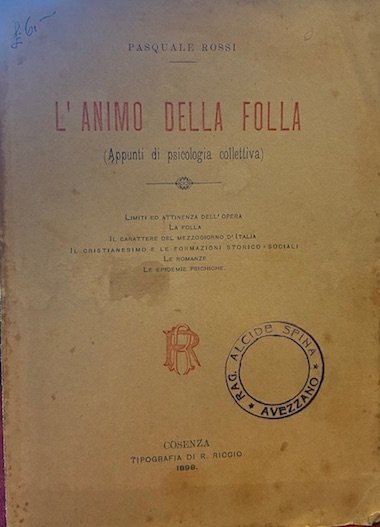 £ 6.-
PASQUALE ROSSI
L'ANIMO DELLA FOLLA
(Appunti di psicologia collettiva)
LIMITI ED ATTINENZA DELL'OPERA
LA FOLLA
IL CARATTERE DEL MEZZOGIORNO D'ITALIA
IL CRISTIANESIMO E LE FORMAZIONI STORICO-SOCIALI
LE ROMANZE
LE EPIDEMIE PSICHICHE.
RAG. ALCIDE SPINA
* AVEZZANO *
COSENZA
TIPOGRAFIA DI R. RICCIO
1898.